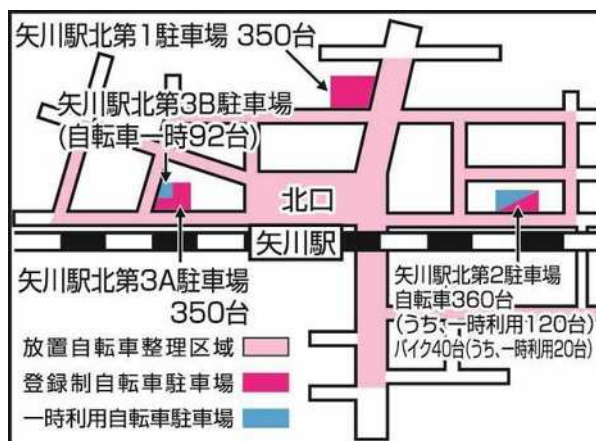 矢川駅北第1駐車場 350台
矢川駅北第3B駐車場
(自転車一時92台)
北口
矢川駅
矢川駅北第3A駐車場
350台
矢川駅北第2駐車場
自転車360台
(うち、一時利用120台)
バイク40台(うち、一時利用20台)
放置自転車整理区域
登録制自転車駐車場
一時利用自転車駐車場